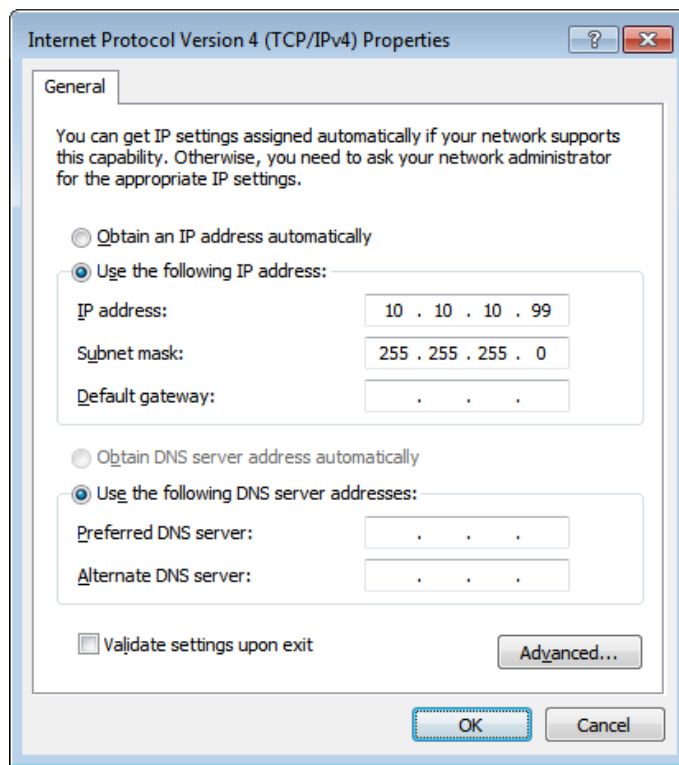 Internet Protocol Version 4 (TCP/IPv4) Properties
General
You can get IP settings assigned automatically if your network supports
this capability. Otherwise, you need to ask your network administrator
for the appropriate IP settings.
Obtain an IP address automatically
Use the following IP address:
IP address: 10 . 10 . 10 . 99
Subnet mask: 255 . 255 . 255 . 0
Default gateway: . . .
Obtain DNS server address automatically
Use the following DNS server addresses:
Preferred DNS server: . . .
Alternate DNS server: . . .
Validate settings upon exit
Advanced...
OK Cancel